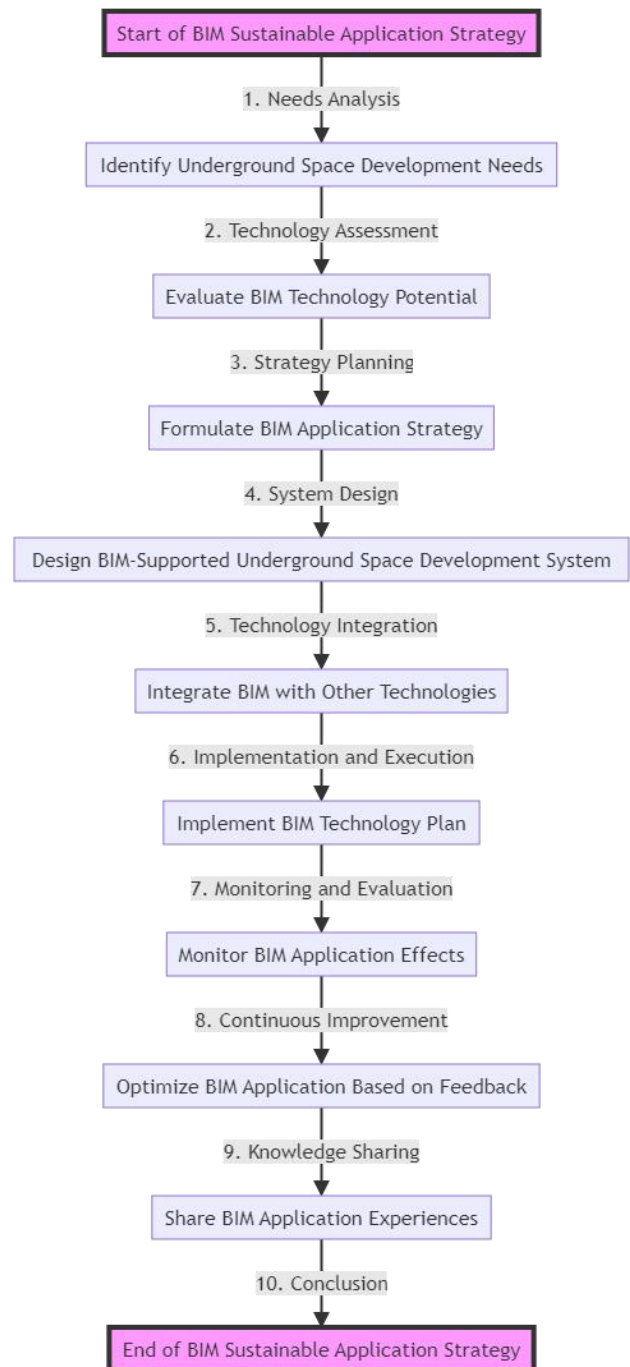 Start of BIM Sustainable Application Strategy
1. Needs Analysis
Identify Underground Space Development Needs
2. Technology Assessment
Evaluate BIM Technology Potential
3. Strategy Planning
Formulate BIM Application Strategy
4. System Design
Design BIM-Supported Underground Space Development System
5. Technology Integration
Integrate BIM with Other Technologies
6. Implementation and Execution
Implement BIM Technology Plan
7. Monitoring and Evaluation
Monitor BIM Application Effects
8. Continuous Improvement
Optimize BIM Application Based on Feedback
9. Knowledge Sharing
Share BIM Application Experiences
10. Conclusion
End of BIM Sustainable Application Strategy